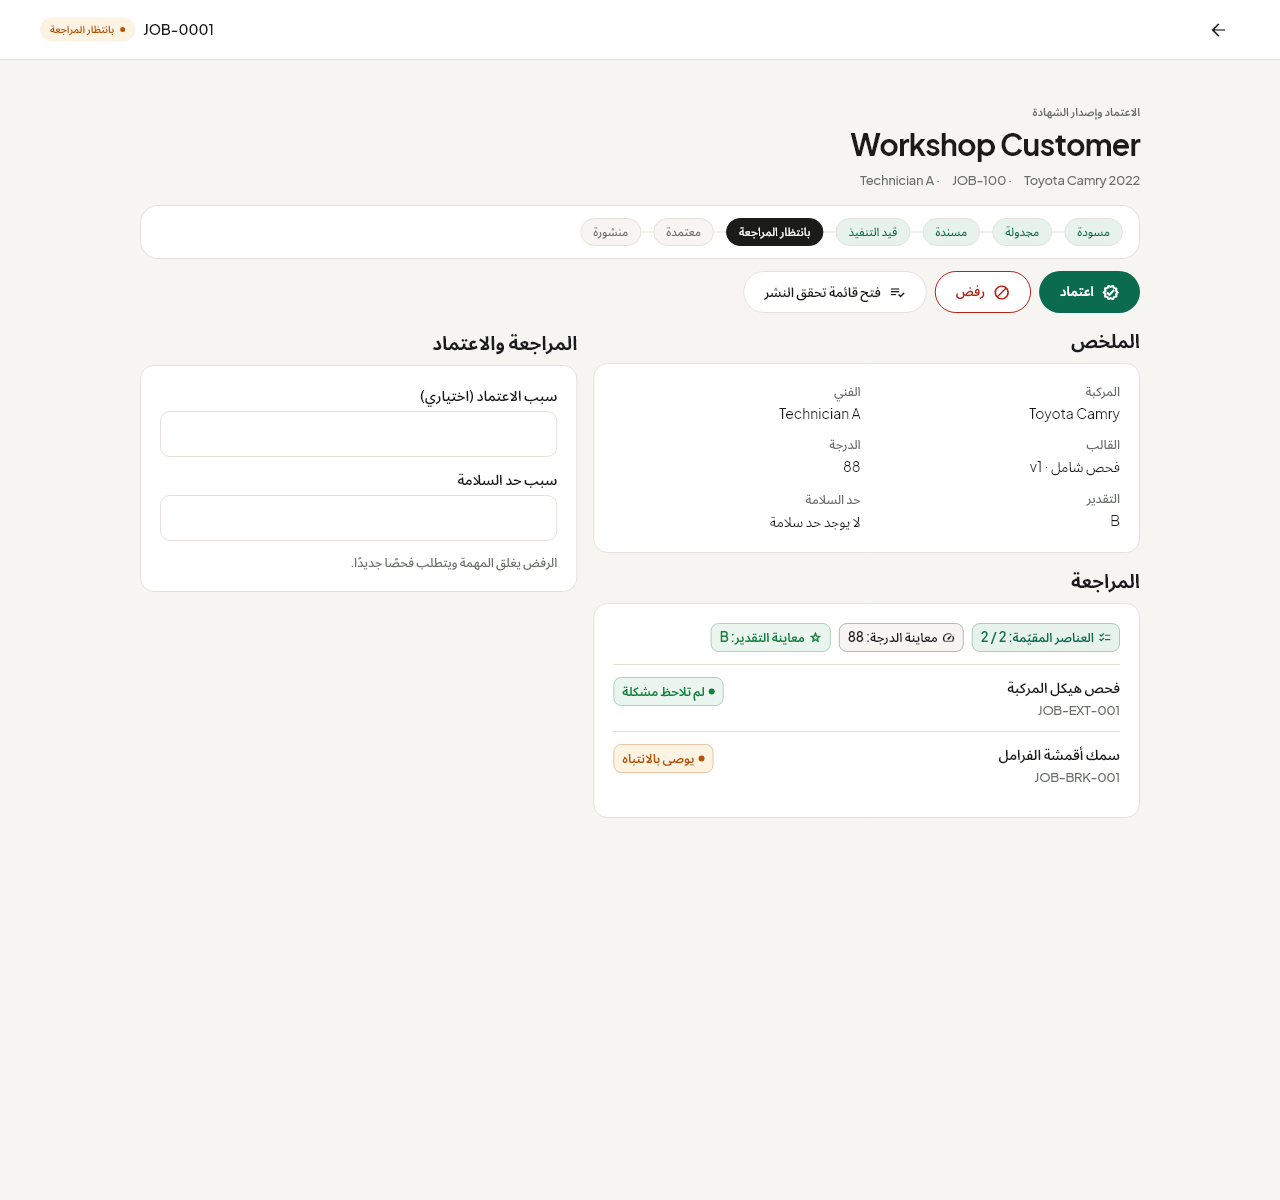 JOB-0001 بانتظار المراجعة
الاعتماد وإصدار الشهادة
Workshop Customer
Toyota Camry 2022 · JOB-100 · Technician A
مسودة مجدولة مسندة قيد التنفيذ بانتظار المراجعة معتمدة منشورة
اعتماد رفض فتح قائمة تحقق النشر
الملخص
المركبة الفني
Toyota Camry Technician A
القالب الدرجة
فحص شامل · v1 88
التقدير حد السلامة
B لا يوجد حد سلامة
المراجعة
العناصر المقيّمة: 2 / 2 معاينة الدرجة: 88 معاينة التقدير: B
فحص هيكل المركبة لم تلاحظ مشكلة
JOB-EXT-001
سمك أقمشة الفرامل يوصى بالانتباه
JOB-BRK-001
المراجعة والاعتماد
سبب الاعتماد (اختياري)
سبب حد السلامة
الرفض يغلق المهمة ويتطلب فحصًا جديدًا.